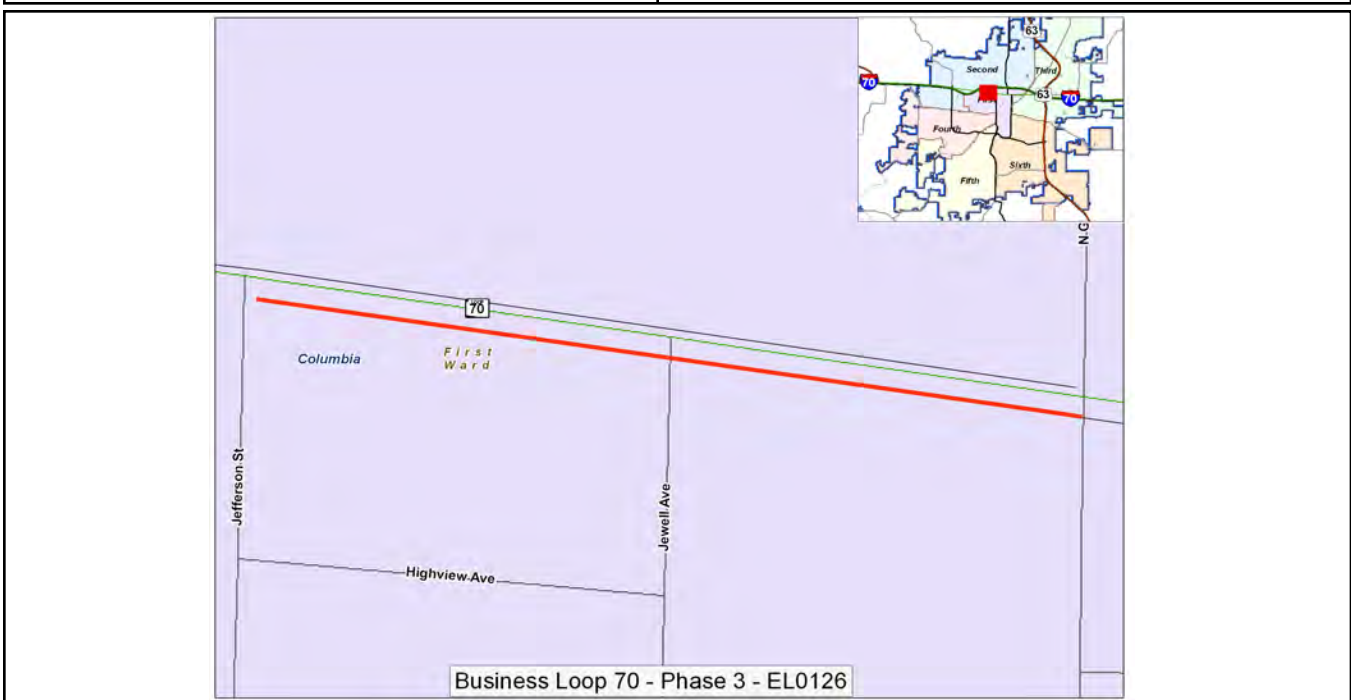 63
Second
Third
70
63
70
Fourth
Sixth
Fifth
N G
70
Columbia
First
Ward
Jefferson St
Jewell Ave
Highview Ave
Business Loop 70 - Phase 3 - EL0126